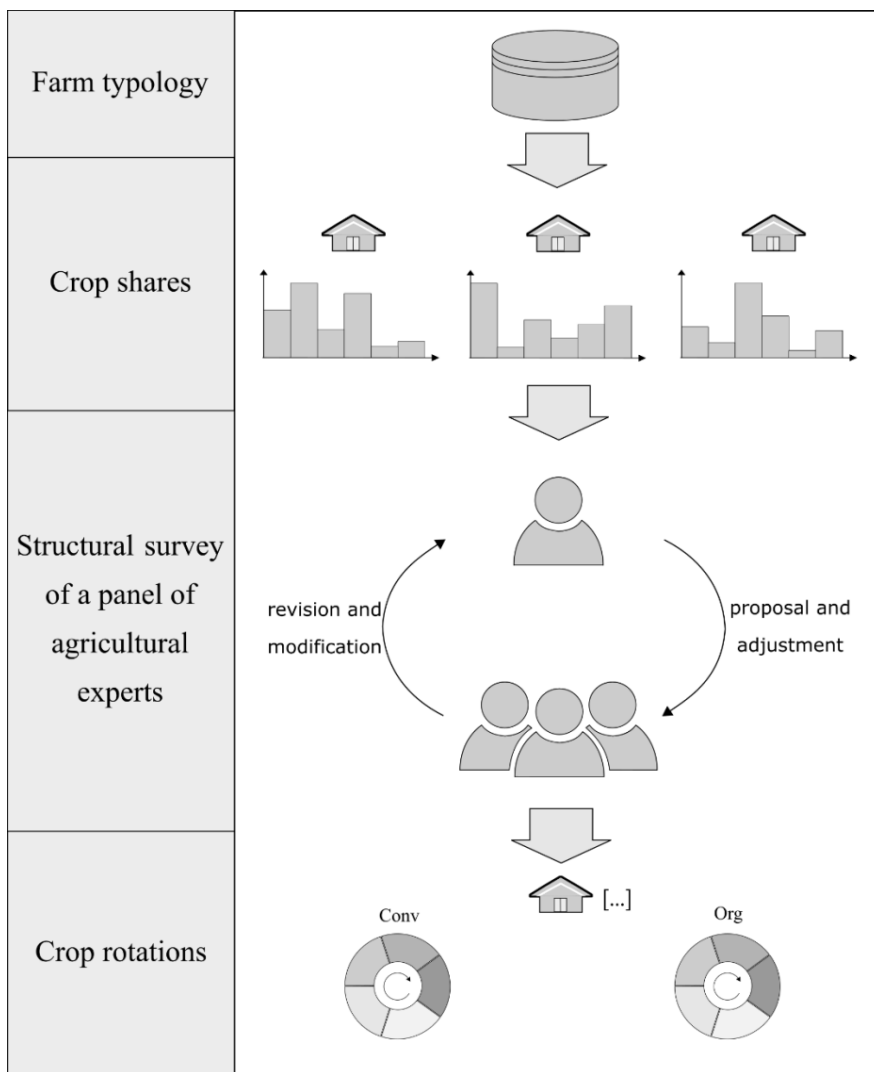 Farm typology
Crop shares
Structural survey
of a panel of
agricultural
experts
revision and
modification
proposal and
adjustment
Crop rotations
[...]
Conv
Org